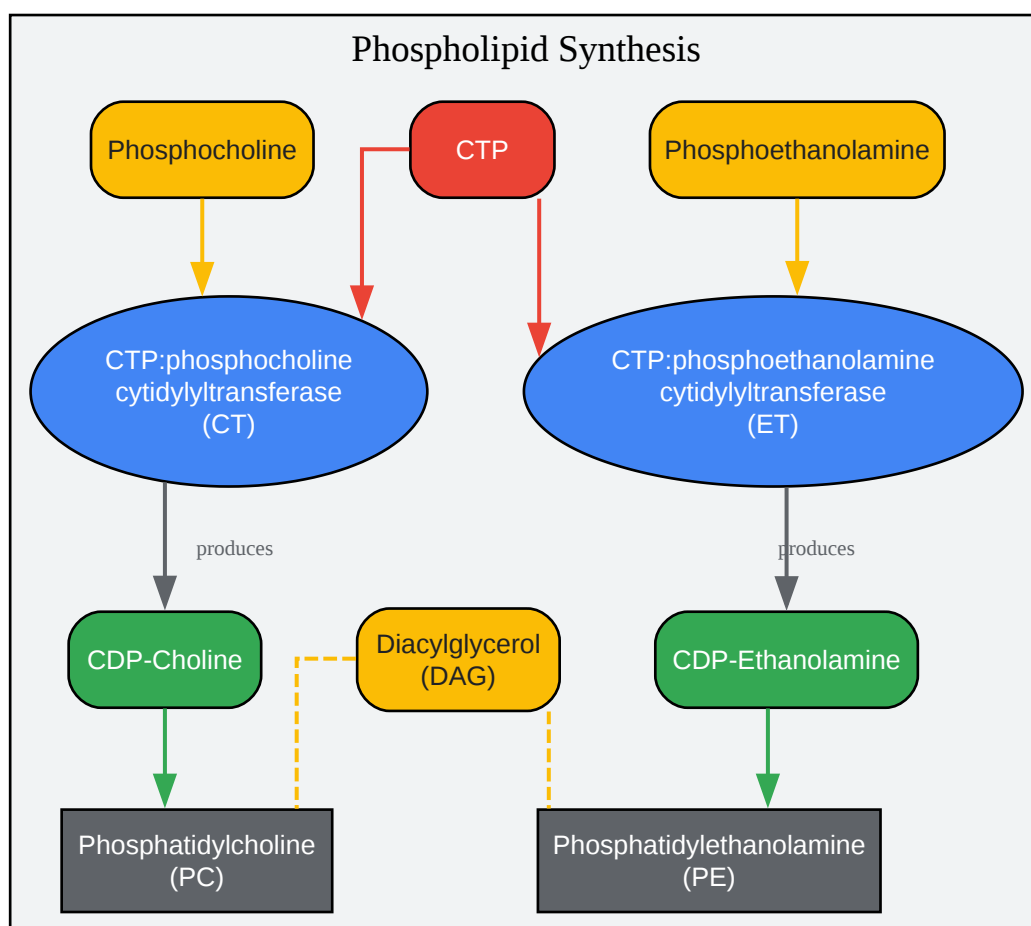 Phospholipid Synthesis
Phosphocholine
CTP
Phosphoethanolamine
CTP:phosphocholine
cytidylyltransferase
(CT)
CTP:phosphoethanolamine
cytidylyltransferase
(ET)
produces
produces
CDP-Choline
Diacylglycerol
(DAG)
CDP-Ethanolamine
Phosphatidylcholine
(PC)
Phosphatidylethanolamine
(PE)